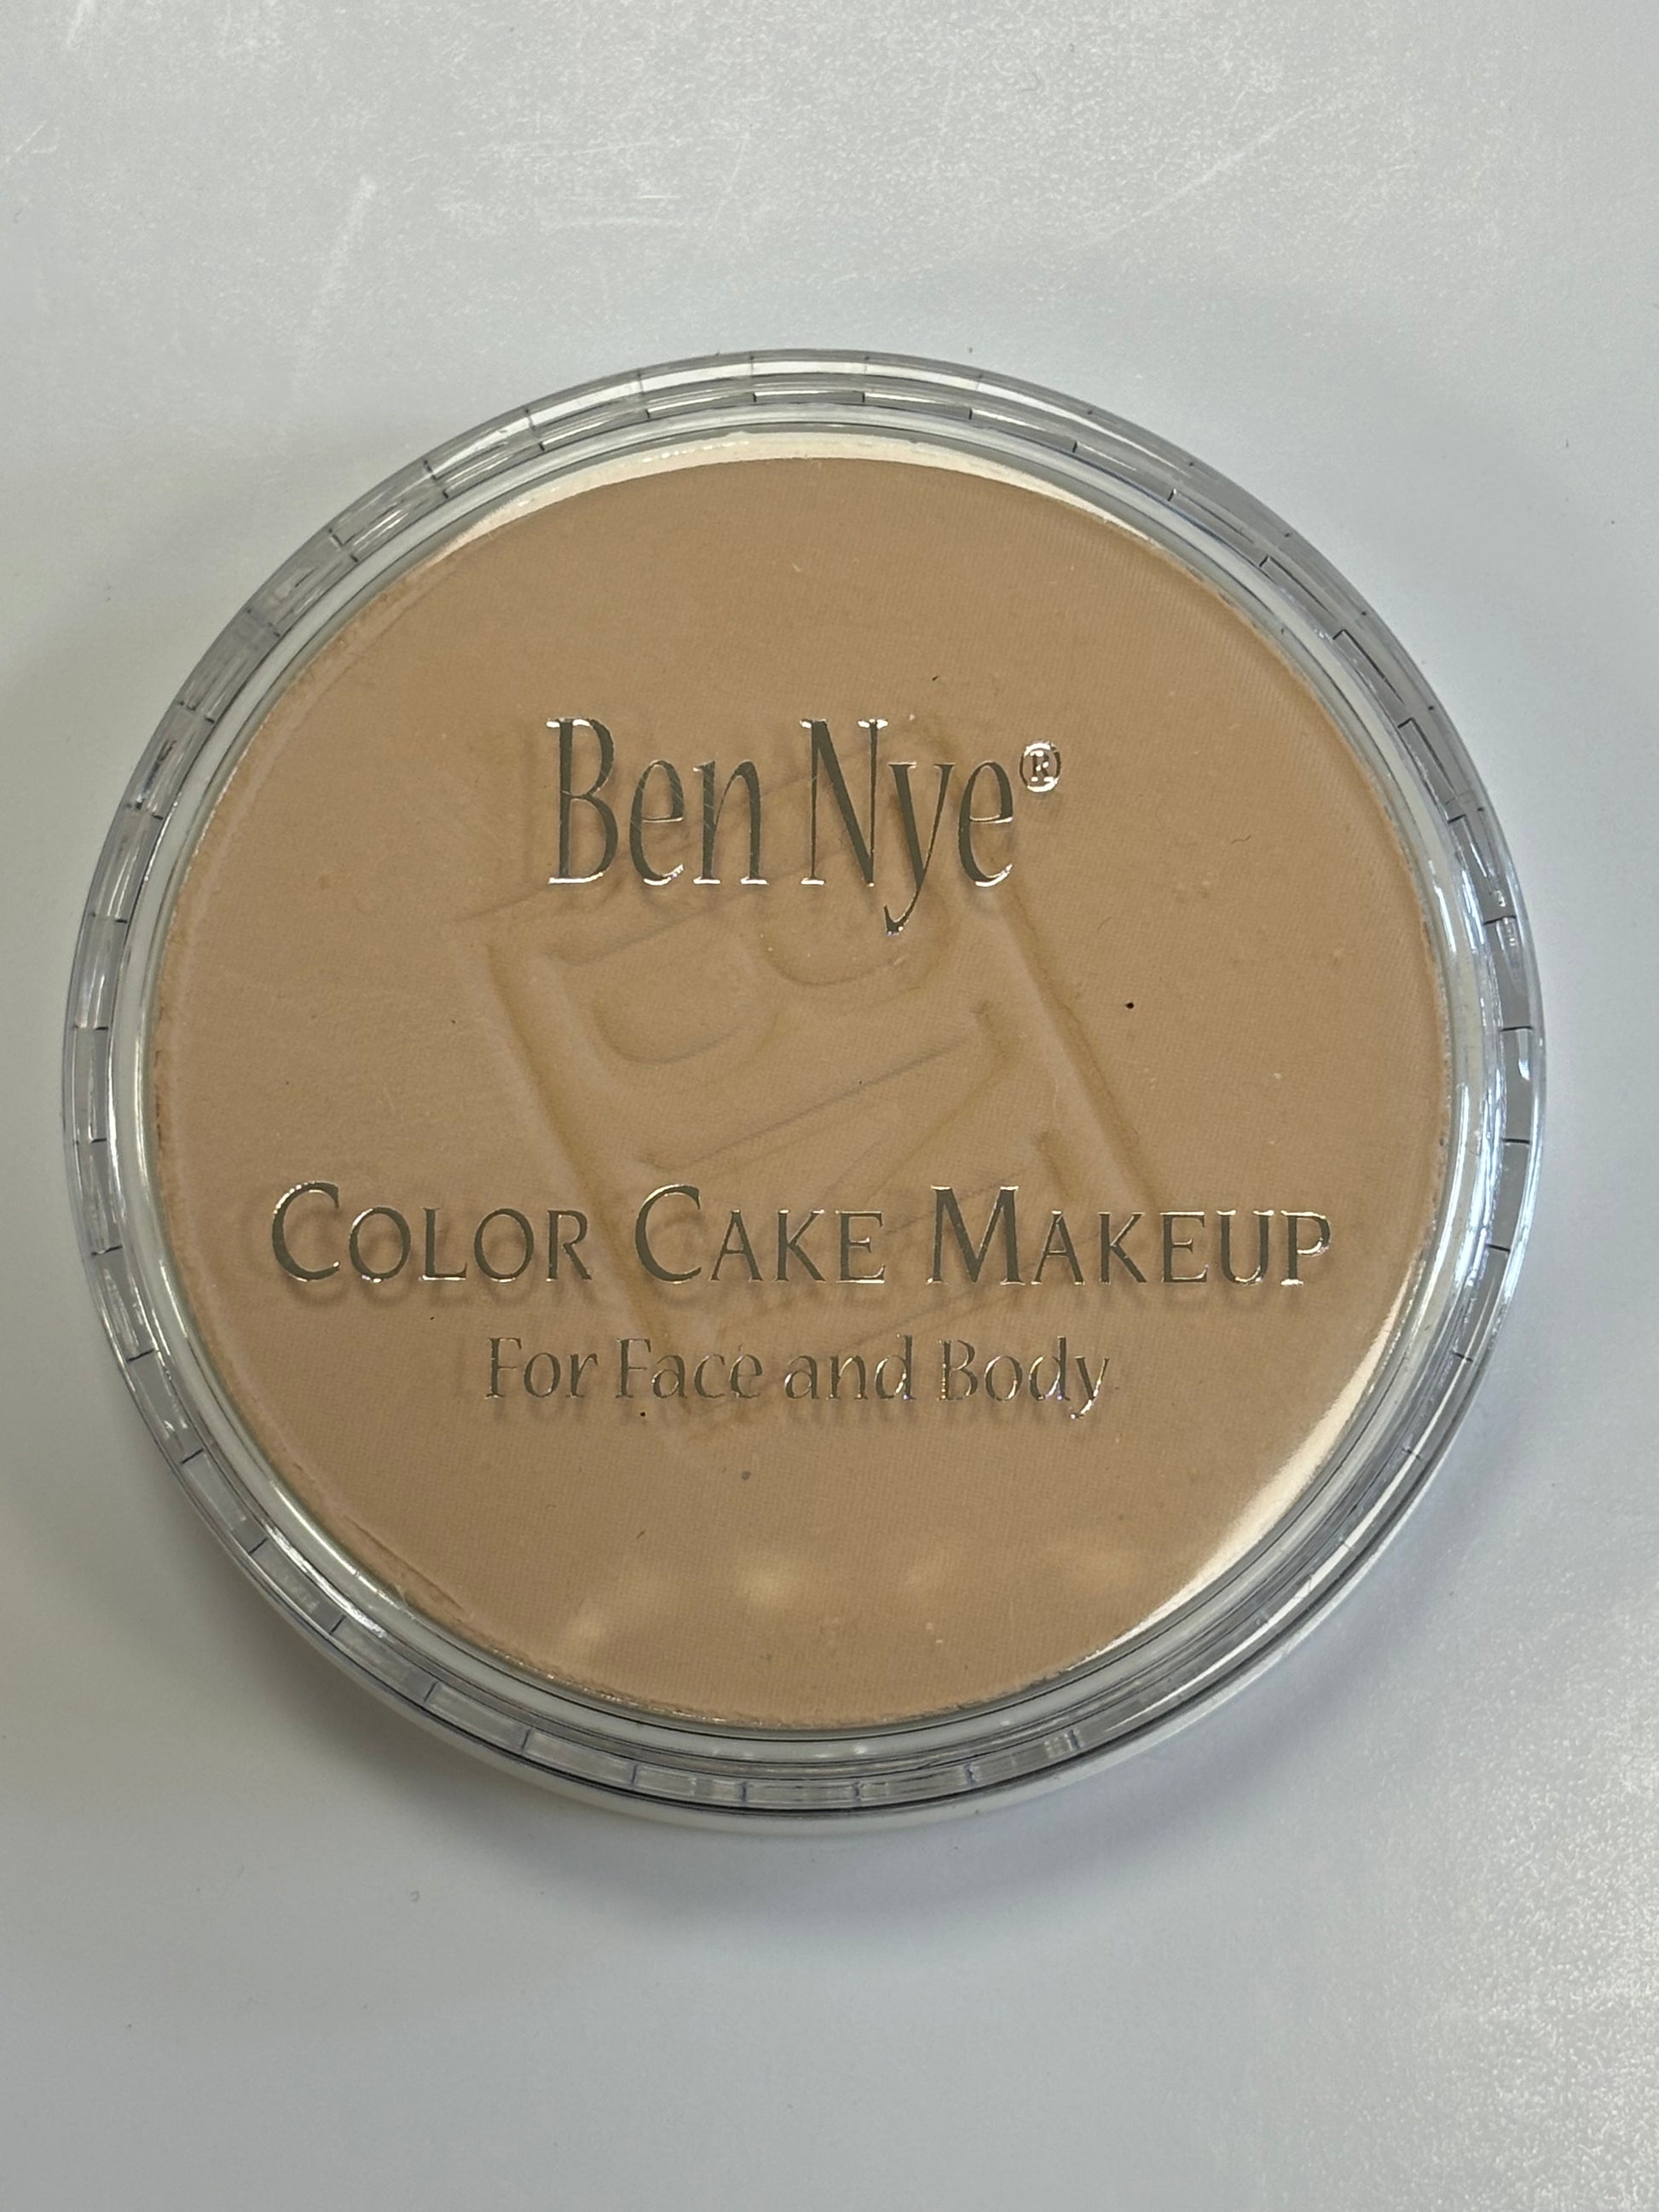 Ben Nye®
COLOR CAKE MAKEUP
For Face and Body